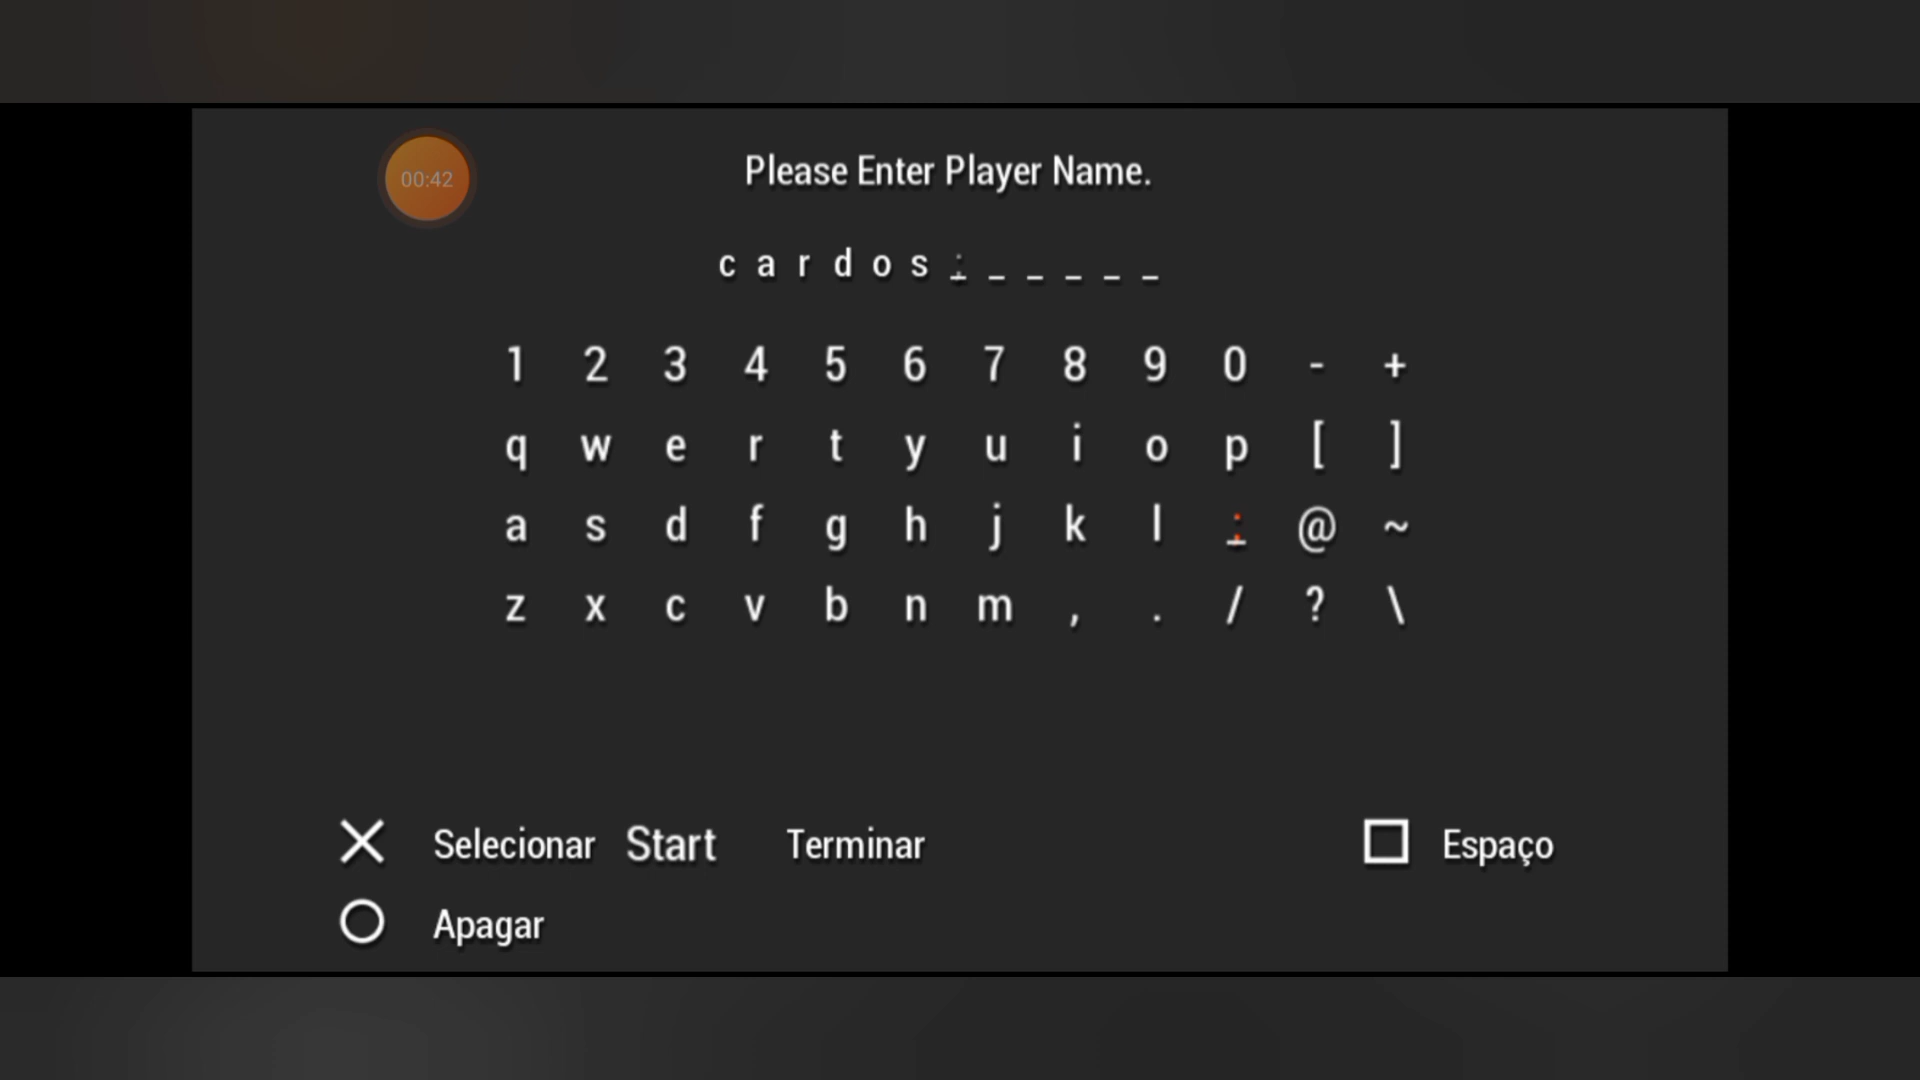 00:42
Please Enter Player Name.
c a r d o s : _ _ _ _ _
1 2 3 4 5 6 7 8 9 0 - +
q w e r t y u i o p [ ]
a s d f g h j k l : @ ~
z x c v b n m , . / ? \
Selecionar Start Terminar Espaço
Apagar